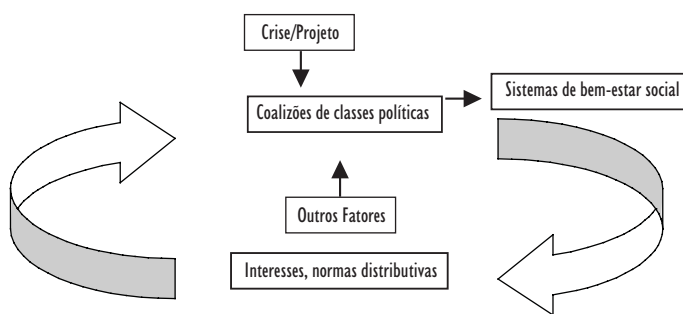 Crise/Projeto
Sistemas de bem-estar social
Coalizões de classes políticas
Outros Fatores
Interesses, normas distributivas